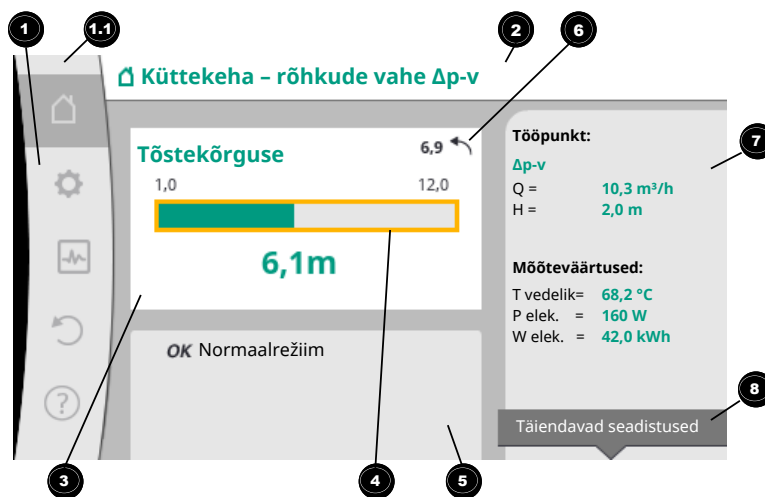 1
1.1
2
6
Küttekeha – rõhkude vahe Δp-v
Tõstekõrguse
6,9
1,0
12,0
6,1m
OK Normaalrežiim
Tööpunkt:
Δp-v
Q = 10,3 m³/h
H = 2,0 m
Mõõteväärtused:
T vedelik= 68,2 °C
P elek. = 160 W
W elek. = 42,0 kWh
7
8
Täiendavad seadistused
?
3
4
5